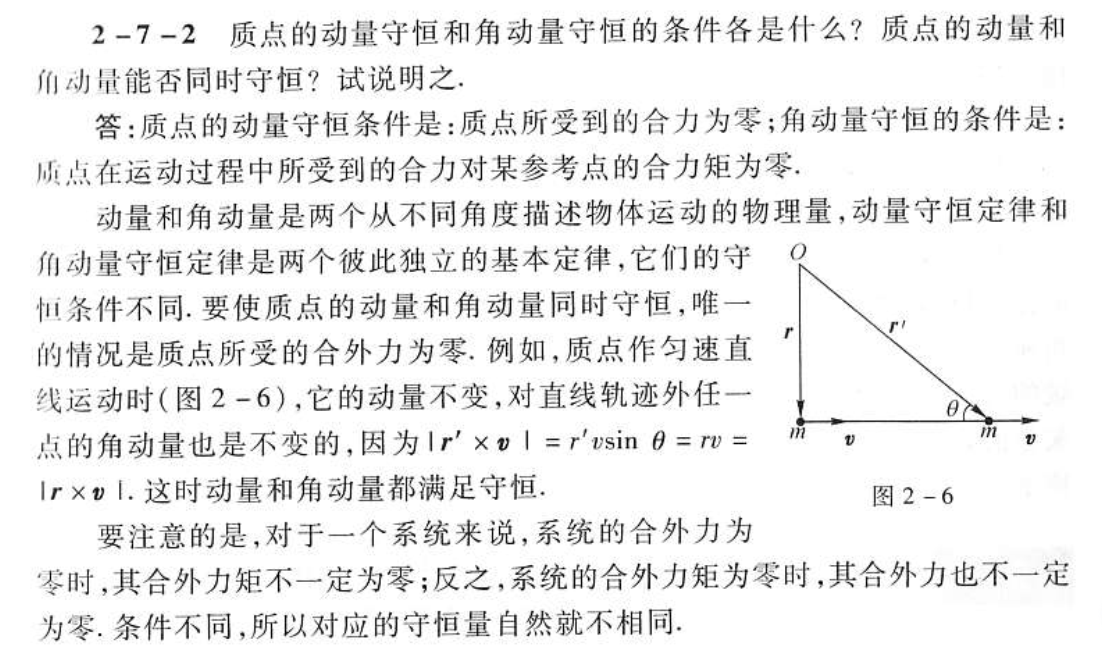 2-7-2 质点的动量守恒和角动量守恒的条件各是什么？质点的动量和
角动量能否同时守恒？试说明之.
答:质点的动量守恒条件是:质点所受到的合力为零;角动量守恒的条件是:
质点在运动过程中所受到的合力对某参考点的合力矩为零.
动量和角动量是两个从不同角度描述物体运动的物理量,动量守恒定律和
角动量守恒定律是两个彼此独立的基本定律,它们的守
恒条件不同.要使质点的动量和角动量同时守恒,唯一
的情况是质点所受的合外力为零.例如,质点作匀速直
线运动时(图2-6),它的动量不变,对直线轨迹外任一
点的角动量也是不变的,因为|r′×v|=r′vsin θ=rv=
|r×v|.这时动量和角动量都满足守恒.
O
r
r′
θ
m
v
m
v
图2-6
要注意的是,对于一个系统来说,系统的合外力为
零时,其合外力矩不一定为零;反之,系统的合外力矩为零时,其合外力也不一定
为零.条件不同,所以对应的守恒量自然就不相同.